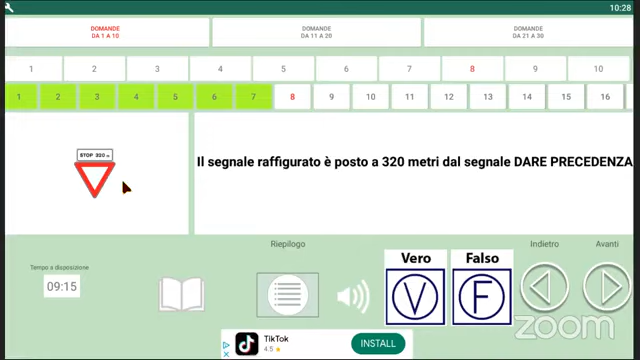 10:28
DOMANDE
DA 1 A 10
DOMANDE
DA 11 A 20
DOMANDE
DA 21 A 30
1 2 3 4 5 6 7 8 9 10
1 2 3 4 5 6 7 8 9 10 11 12 13 14 15 16
STOP 320 m
Il segnale raffigurato è posto a 320 metri dal segnale DARE PRECEDENZA
Riepilogo
Indietro
Avanti
Tempo a disposizione
09:15
Vero
Falso
V
F
zoom
TikTok
4.5
INSTALL